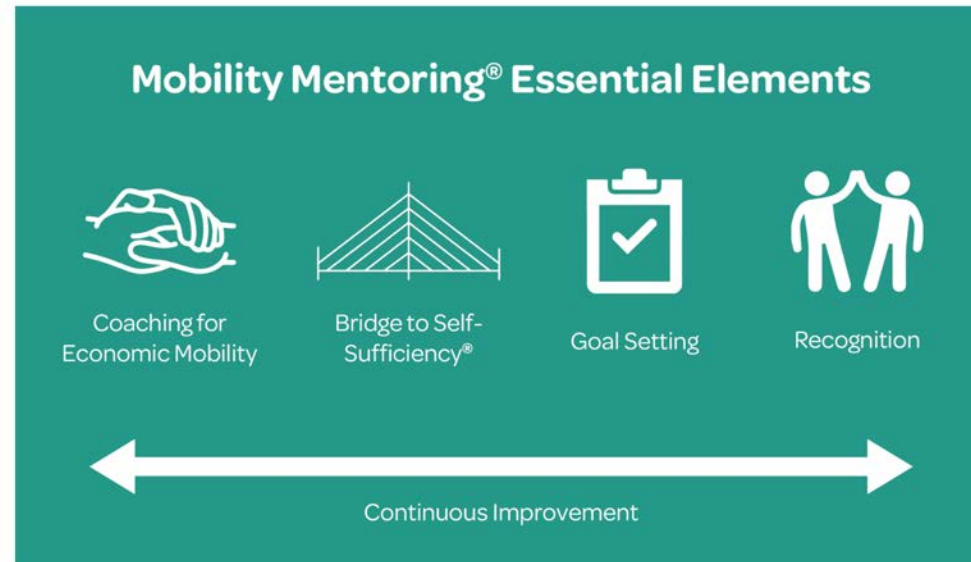 Mobility Mentoring® Essential Elements
Coaching for
Economic Mobility
Bridge to Self-
Sufficiency®
Goal Setting
Recognition
Continuous Improvement